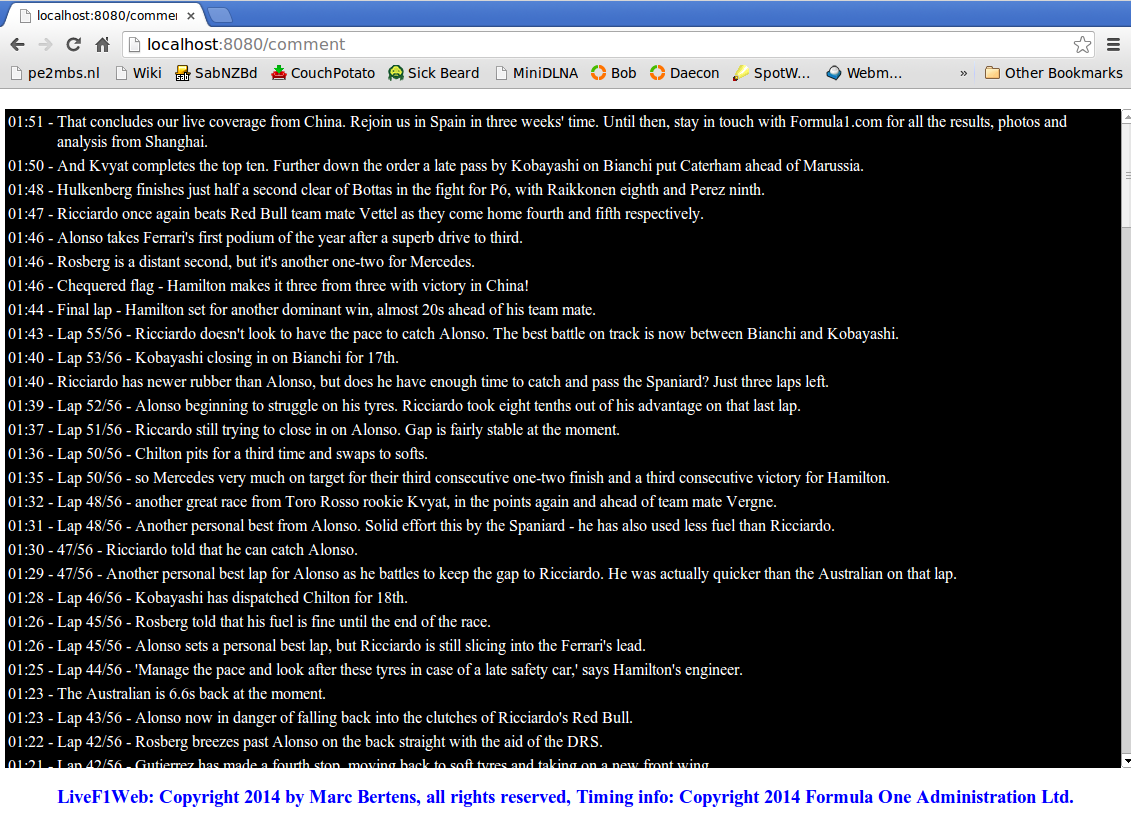 localhost:8080/commer
localhost:8080/comment
pe2mbs.nl Wiki SabNZBd CouchPotato Sick Beard MiniDLNA Bob Daecon SpotW... Webm... » Other Bookmarks
01:51 - That concludes our live coverage from China. Rejoin us in Spain in three weeks' time. Until then, stay in touch with Formula1.com for all the results, photos and
analysis from Shanghai.
01:50 - And Kvyat completes the top ten. Further down the order a late pass by Kobayashi on Bianchi put Caterham ahead of Marussia.
01:48 - Hulkenberg finishes just half a second clear of Bottas in the fight for P6, with Raikkonen eighth and Perez ninth.
01:47 - Ricciardo once again beats Red Bull team mate Vettel as they come home fourth and fifth respectively.
01:46 - Alonso takes Ferrari's first podium of the year after a superb drive to third.
01:46 - Rosberg is a distant second, but it's another one-two for Mercedes.
01:46 - Chequered flag - Hamilton makes it three from three with victory in China!
01:44 - Final lap - Hamilton set for another dominant win, almost 20s ahead of his team mate.
01:43 - Lap 55/56 - Ricciardo doesn't look to have the pace to catch Alonso. The best battle on track is now between Bianchi and Kobayashi.
01:40 - Lap 53/56 - Kobayashi closing in on Bianchi for 17th.
01:40 - Ricciardo has newer rubber than Alonso, but does he have enough time to catch and pass the Spaniard? Just three laps left.
01:39 - Lap 52/56 - Alonso beginning to struggle on his tyres. Ricciardo took eight tenths out of his advantage on that last lap.
01:37 - Lap 51/56 - Riccardo still trying to close in on Alonso. Gap is fairly stable at the moment.
01:36 - Lap 50/56 - Chilton pits for a third time and swaps to softs.
01:35 - Lap 50/56 - so Mercedes very much on target for their third consecutive one-two finish and a third consecutive victory for Hamilton.
01:32 - Lap 48/56 - another great race from Toro Rosso rookie Kvyat, in the points again and ahead of team mate Vergne.
01:31 - Lap 48/56 - Another personal best from Alonso. Solid effort this by the Spaniard - he has also used less fuel than Ricciardo.
01:30 - 47/56 - Ricciardo told that he can catch Alonso.
01:29 - 47/56 - Another personal best lap for Alonso as he battles to keep the gap to Ricciardo. He was actually quicker than the Australian on that lap.
01:28 - Lap 46/56 - Kobayashi has dispatched Chilton for 18th.
01:26 - Lap 45/56 - Rosberg told that his fuel is fine until the end of the race.
01:26 - Lap 45/56 - Alonso sets a personal best lap, but Ricciardo is still slicing into the Ferrari's lead.
01:25 - Lap 44/56 - 'Manage the pace and look after these tyres in case of a late safety car,' says Hamilton's engineer.
01:23 - The Australian is 6.6s back at the moment.
01:23 - Lap 43/56 - Alonso now in danger of falling back into the clutches of Ricciardo's Red Bull.
01:22 - Lap 42/56 - Rosberg breezes past Alonso on the back straight with the aid of the DRS.
01:21 - Lap 42/56 - Gutierrez has made a fourth stop, moving back to soft tyres and taking on a new front wing.
LiveF1Web: Copyright 2014 by Marc Bertens, all rights reserved, Timing info: Copyright 2014 Formula One Administration Ltd.